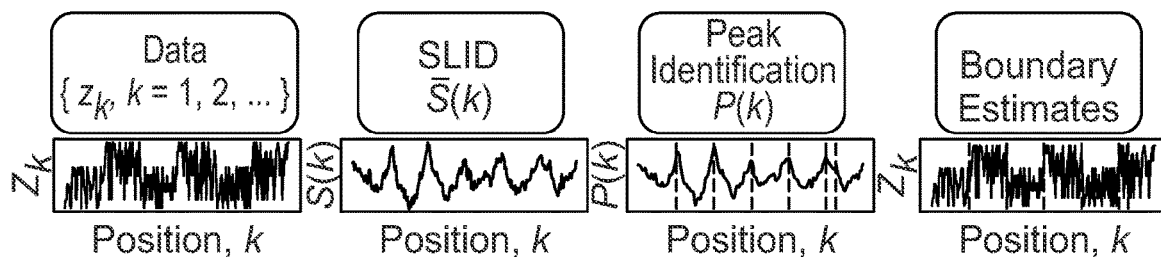 Data
{ z_k, k = 1, 2, ... }
SLID
S̅(k)
Peak
Identification
P(k)
Boundary
Estimates
Z_k
Position, k
S(k)
Position, k
P(k)
Position, k
Z_k
Position, k